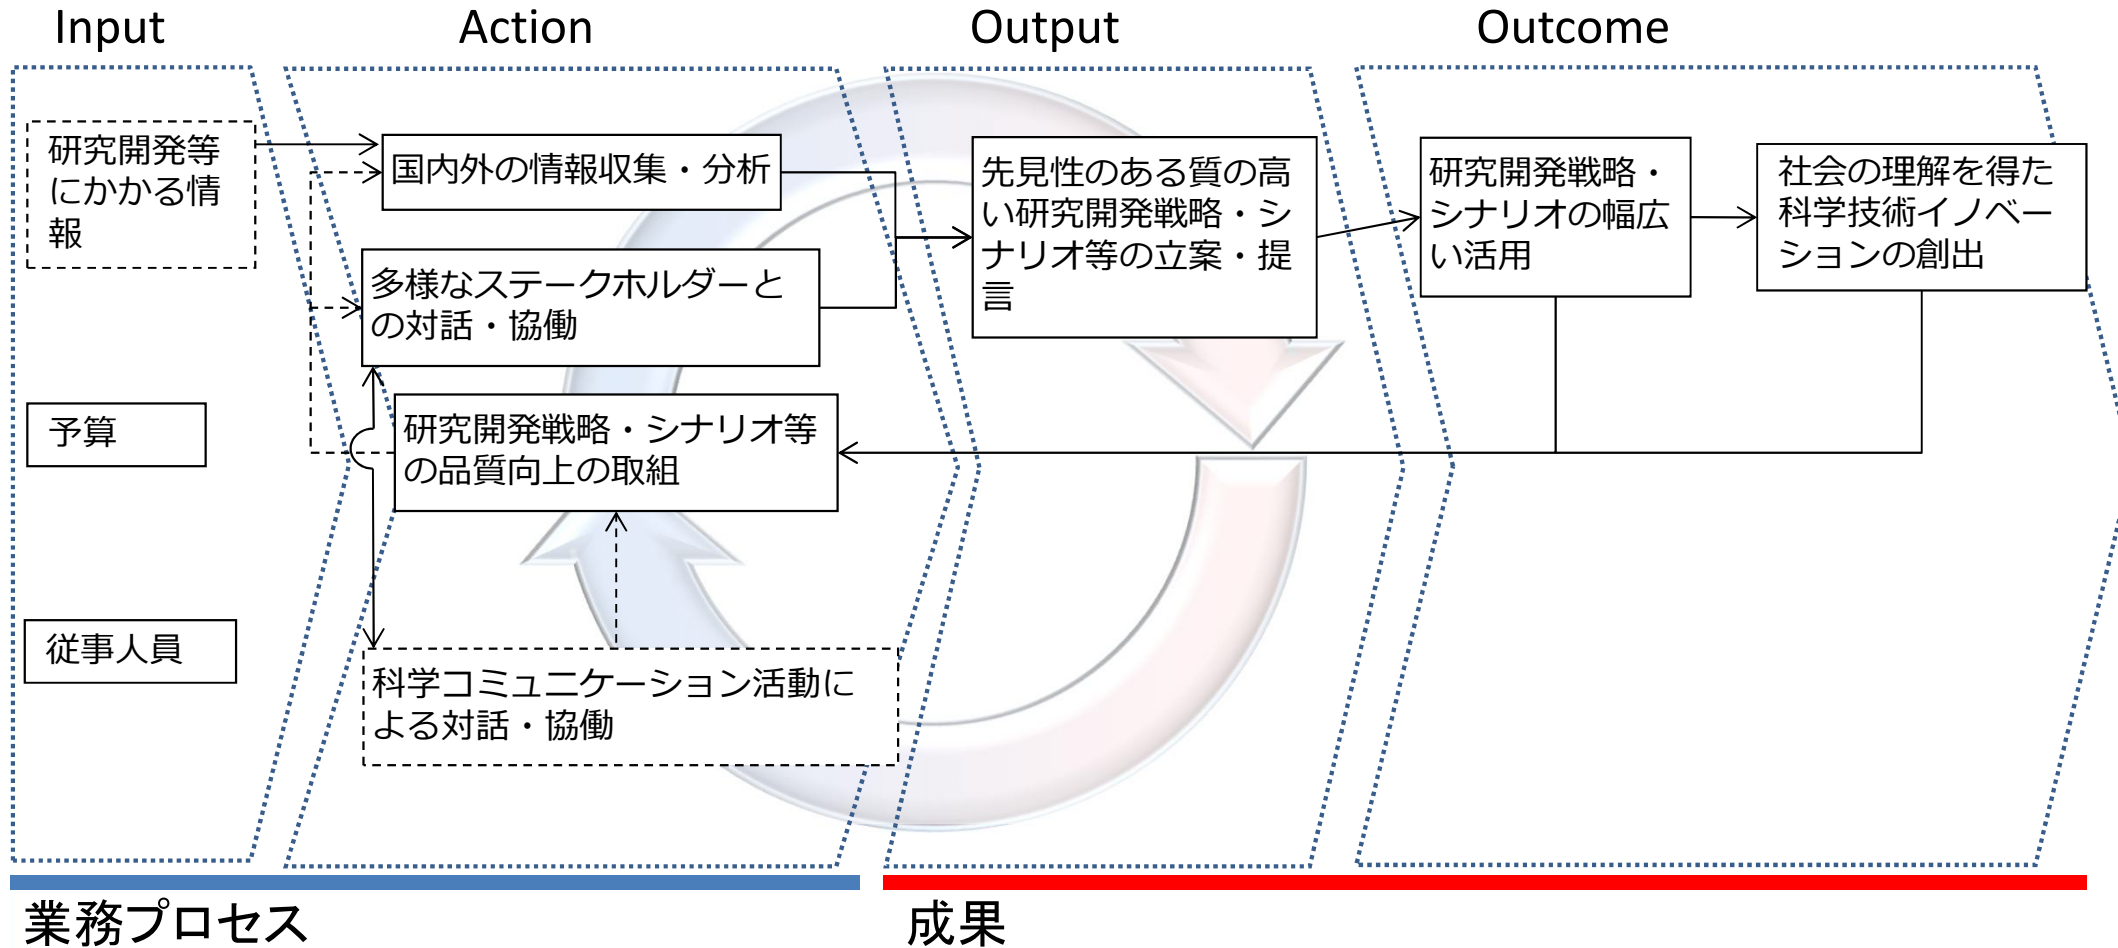 Input
Action
Output
Outcome
研究開発等
にかかる情
報
予算
従事人員
国内外の情報収集・分析
多様なステークホルダーと
の対話・協働
研究開発戦略・シナリオ等
の品質向上の取組
科学コミュニケーション活動に
よる対話・協働
先見性のある質の高
い研究開発戦略・シ
ナリオ等の立案・提
言
研究開発戦略・
シナリオの幅広
い活用
社会の理解を得た
科学技術イノベー
ションの創出
業務プロセス
成果